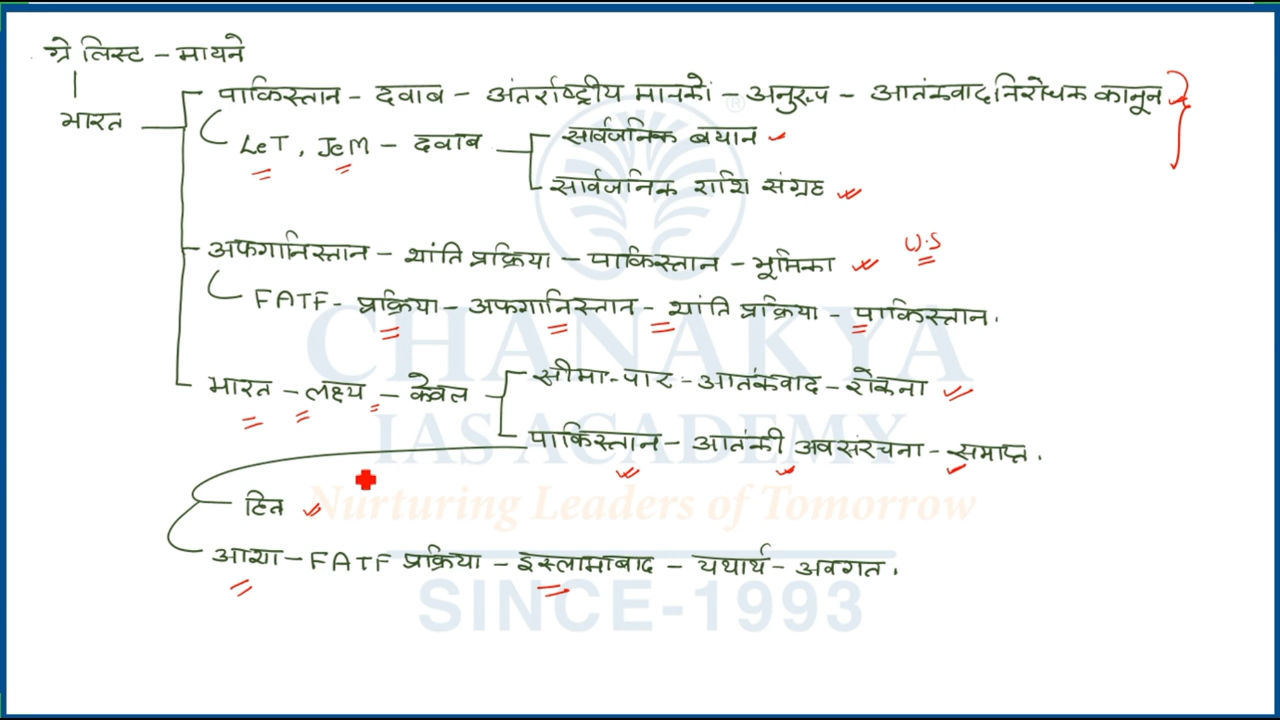 ग्रे लिस्ट - मायने
पाकिस्तान - दवाब - अंतर्राष्ट्रीय मानकों - अनुरूप - आतंकवाद निरोधक कानून
भारत
LeT, JeM - दवाब
सार्वजनिक बयान
सार्वजनिक राशि संग्रह
U.S
अफगानिस्तान - शांति प्रक्रिया - पाकिस्तान - भूमिका
FATF - प्रक्रिया - अफगानिस्तान - शांति प्रक्रिया - पाकिस्तान.
भारत - लक्ष्य - केवल
सीमा-पार - आतंकवाद - रोकना
पाकिस्तान - आतंकी अवसंरचना - समाप्त.
हित
आशा - FATF प्रक्रिया - इस्लामाबाद - यथार्थ - अवगत.
CHANAKYA
IAS ACADEMY
Nurturing Leaders of Tomorrow
SINCE-1993